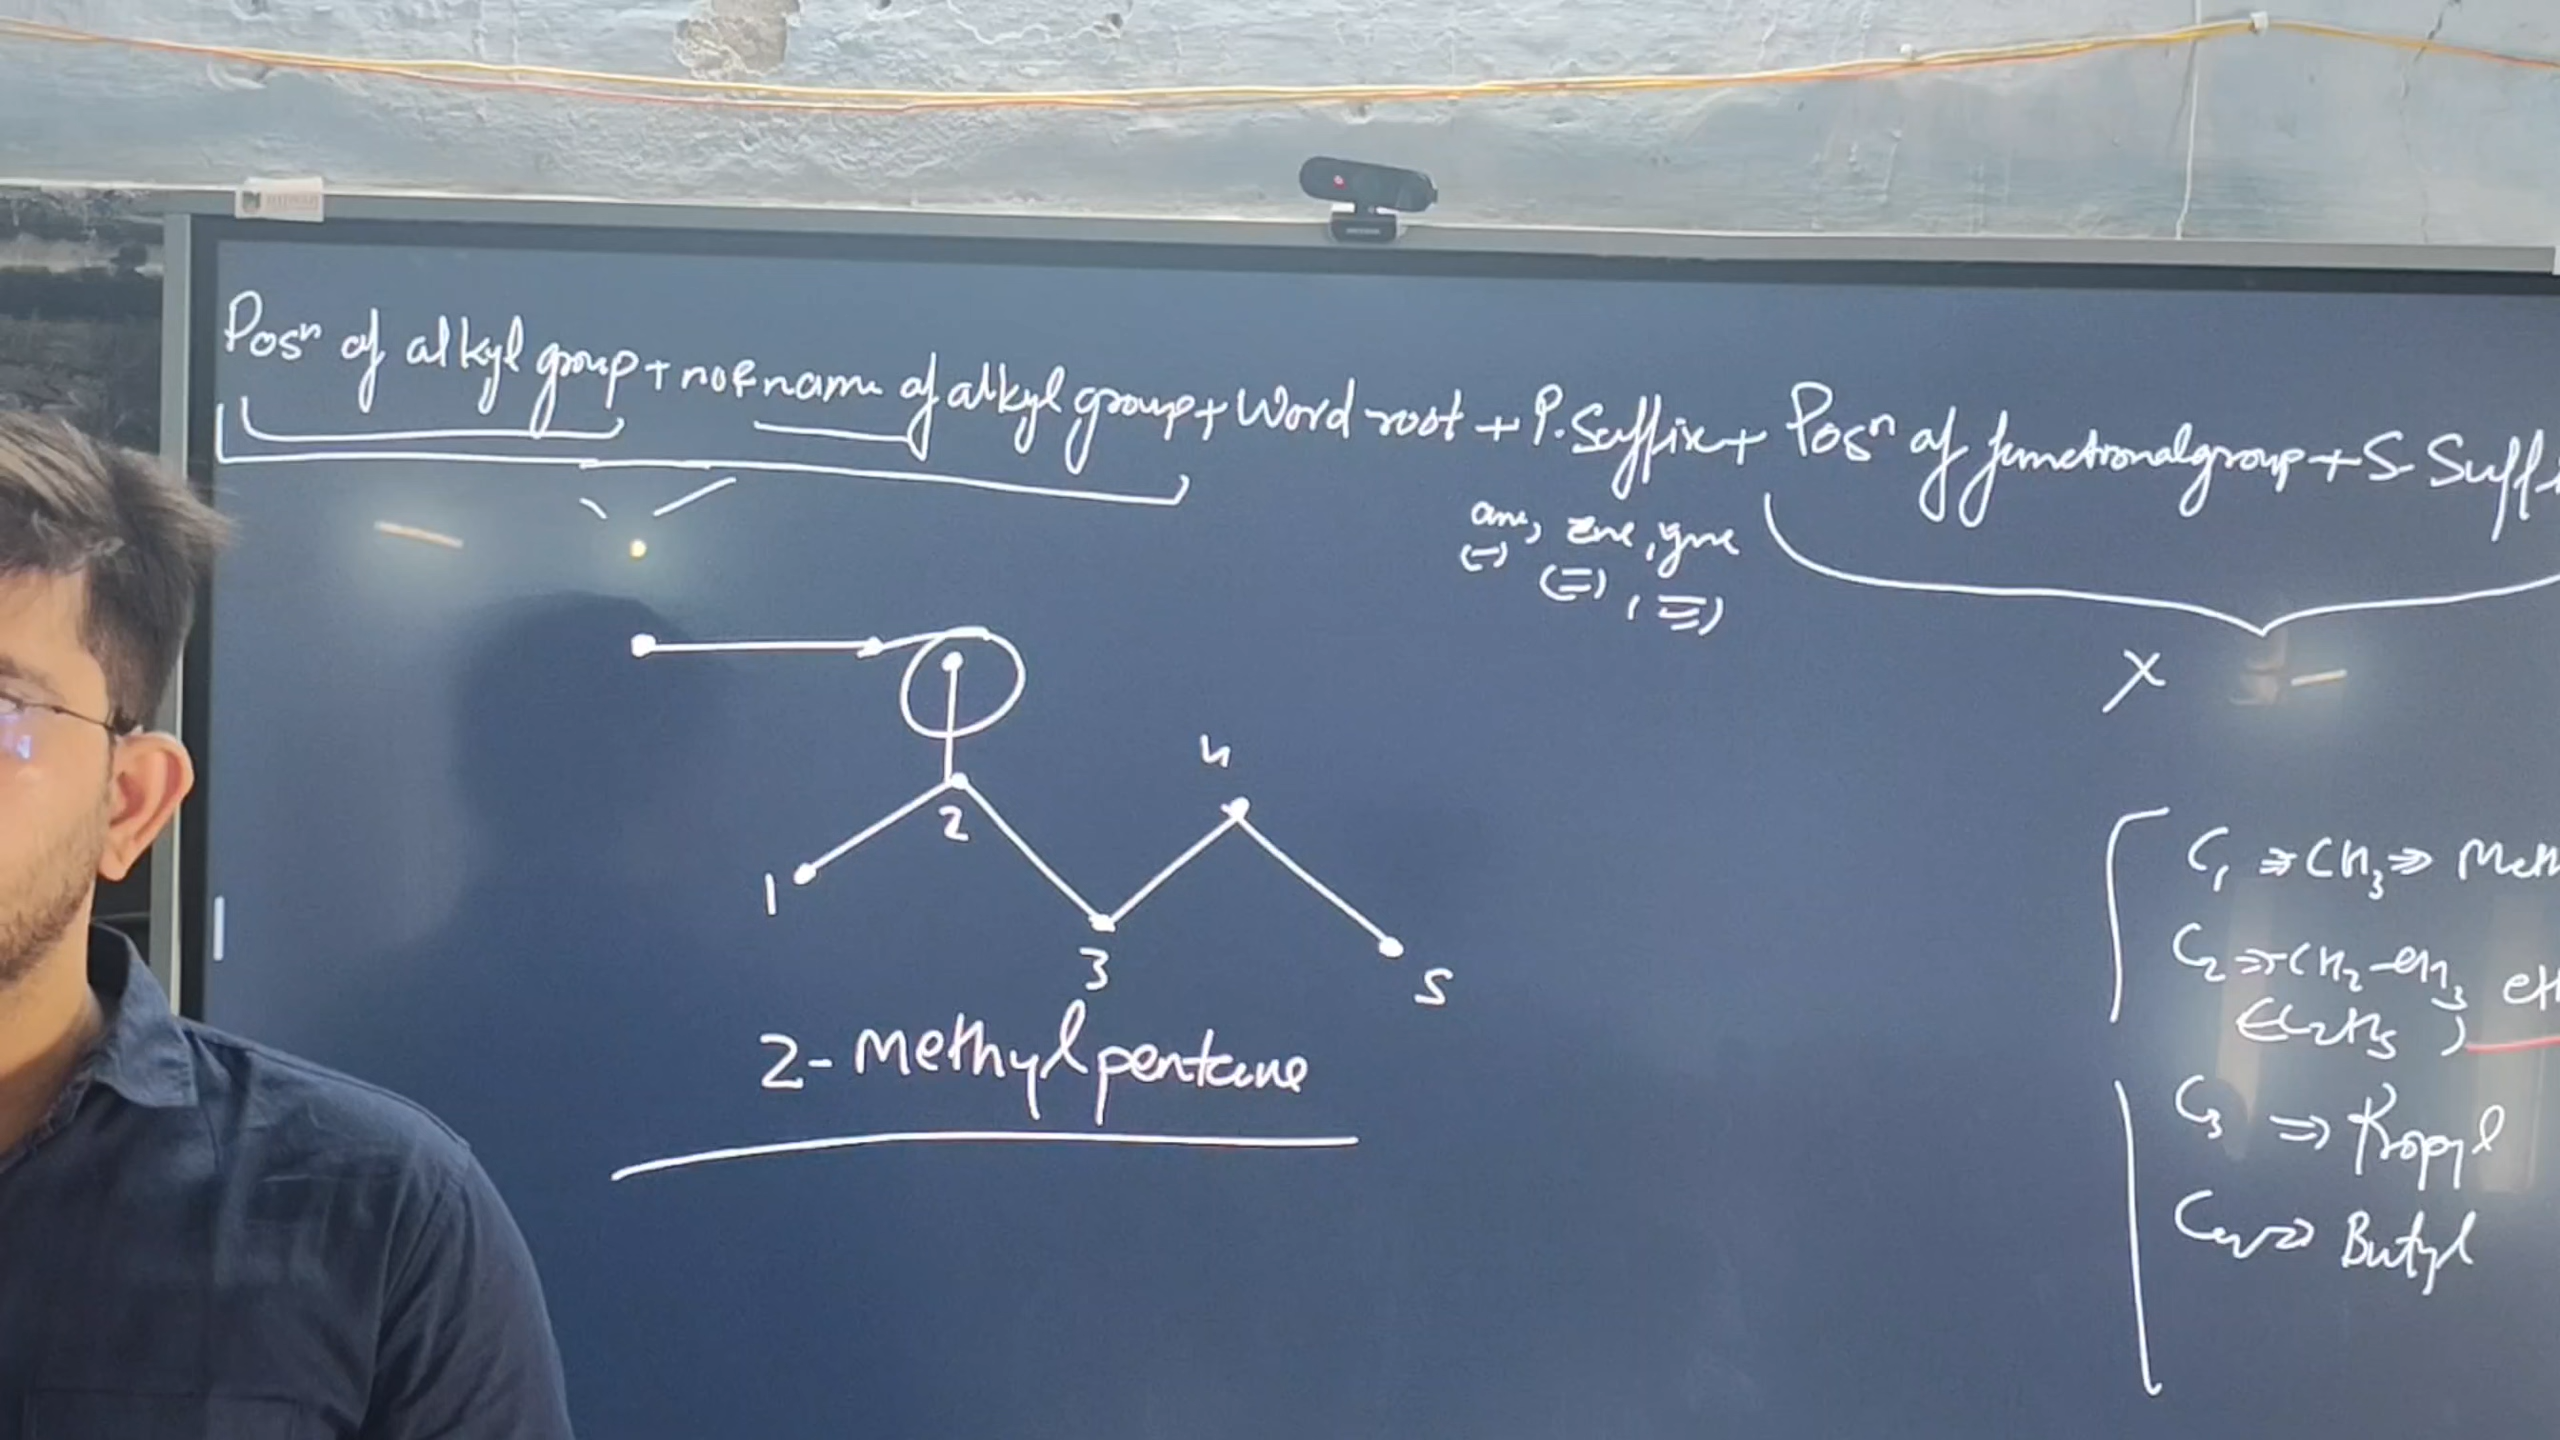 Posⁿ of alkyl group + no & name of alkyl group + Word root + P. Suffix + Posⁿ of functional group + S Suff
ane, ene, yne
(-) (=), (≡)
X
4
2
1
3
5
2- Methyl pentane
C₁ ⇒ CH₃ ⇒ Meth
C₂ ⇒ CH₂-CH₃ eth
(C₂H₅)
C₃ ⇒ Propyl
C₄ ⇒ Butyl